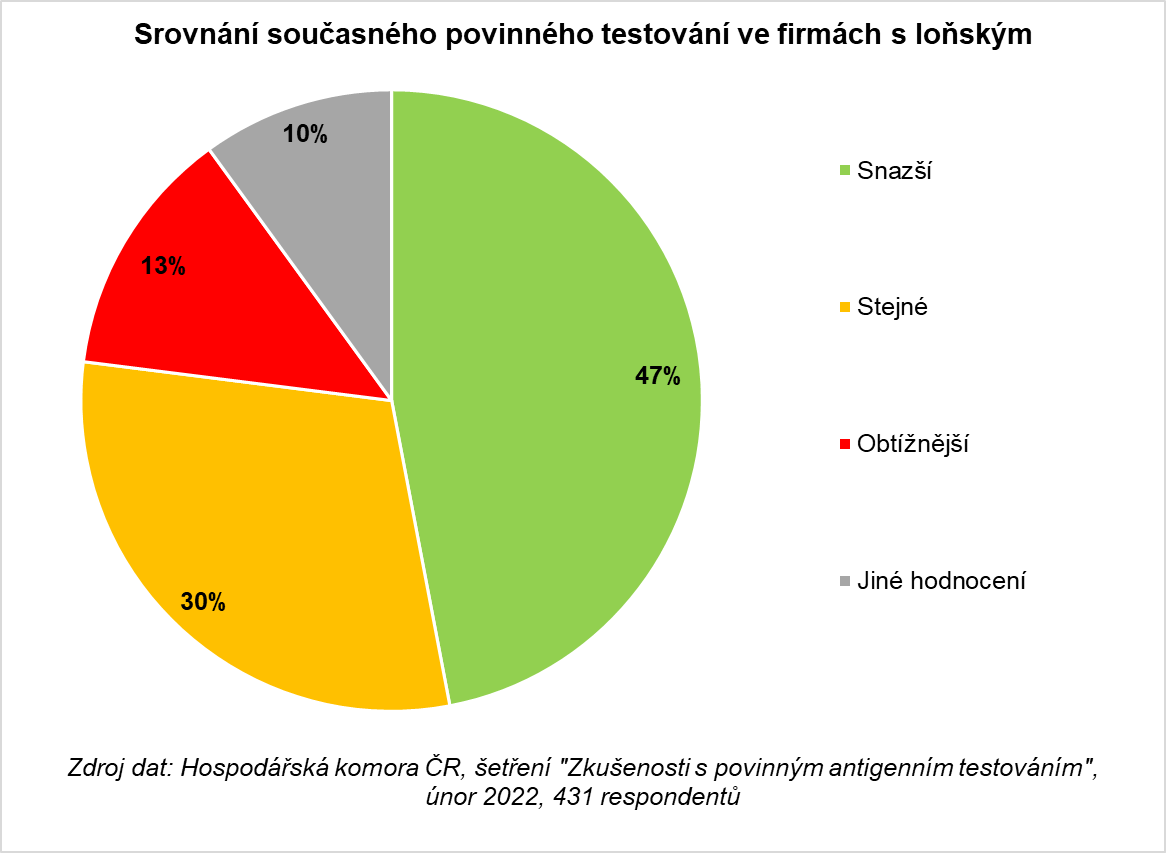 Srovnání současného povinného testování ve firmách s loňským
10%
13%
47%
30%
Snazší
Stejné
Obtížnější
Jiné hodnocení
Zdroj dat: Hospodářská komora ČR, šetření "Zkušenosti s povinným antigenním testováním",
únor 2022, 431 respondentů